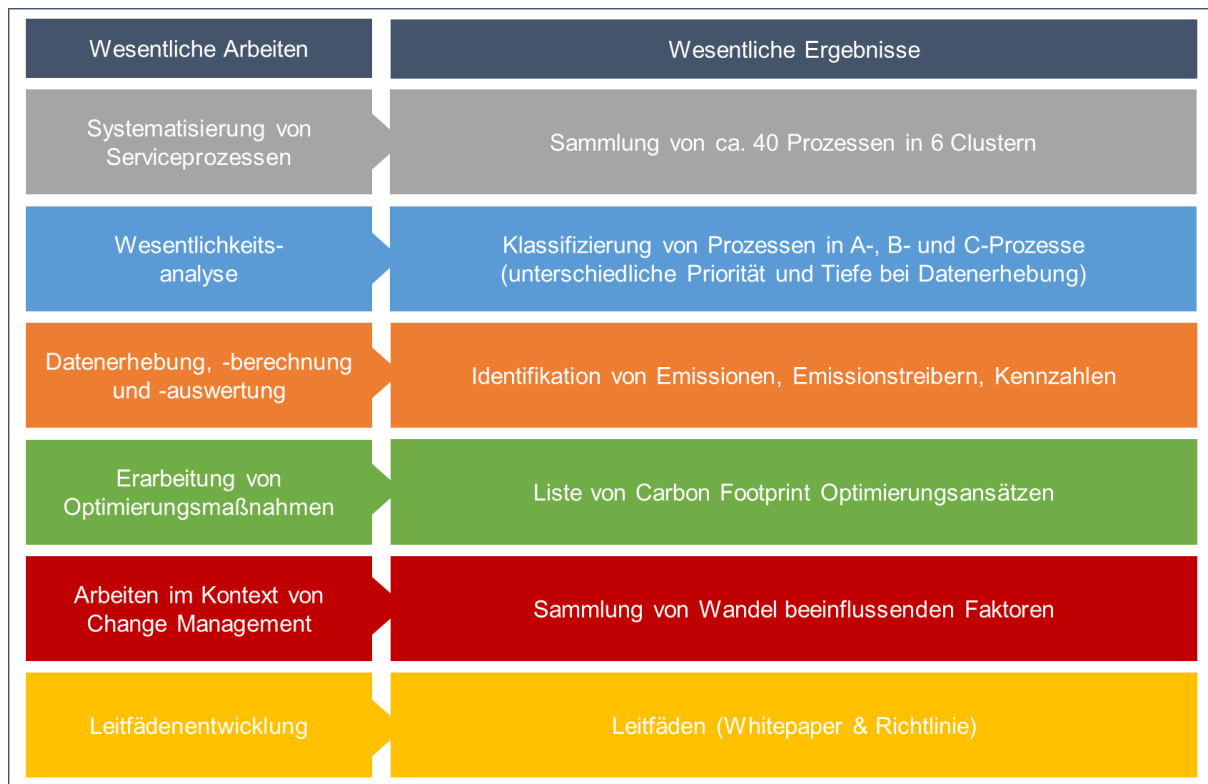 Wesentliche Arbeiten
Wesentliche Ergebnisse
Systematisierung von
Serviceprozessen
Sammlung von ca. 40 Prozessen in 6 Clustern
Wesentlichkeits-
analyse
Klassifizierung von Prozessen in A-, B- und C-Prozesse
(unterschiedliche Priorität und Tiefe bei Datenerhebung)
Datenerhebung, -berechnung
und -auswertung
Identifikation von Emissionen, Emissionstreibern, Kennzahlen
Erarbeitung von
Optimierungsmaßnahmen
Liste von Carbon Footprint Optimierungsansätzen
Arbeiten im Kontext von
Change Management
Sammlung von Wandel beeinflussenden Faktoren
Leitfädenentwicklung
Leitfäden (Whitepaper & Richtlinie)